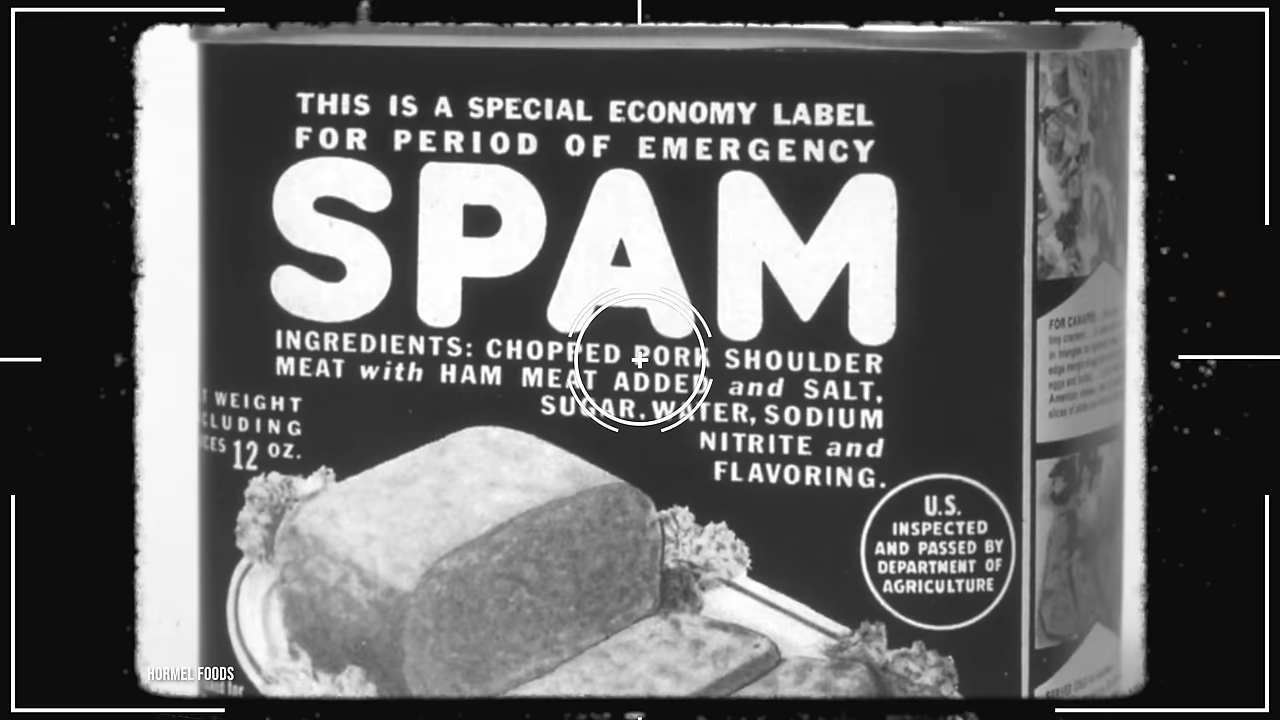 THIS IS A SPECIAL ECONOMY LABEL
FOR PERIOD OF EMERGENCY
SPAM
INGREDIENTS: CHOPPED PORK SHOULDER
MEAT with HAM MEAT ADDED and SALT,
SUGAR, WATER, SODIUM
NITRITE and
FLAVORING.
WEIGHT
12 OZ.
U.S.
INSPECTED
AND PASSED BY
DEPARTMENT OF
AGRICULTURE
FOR
HORMEL FOODS